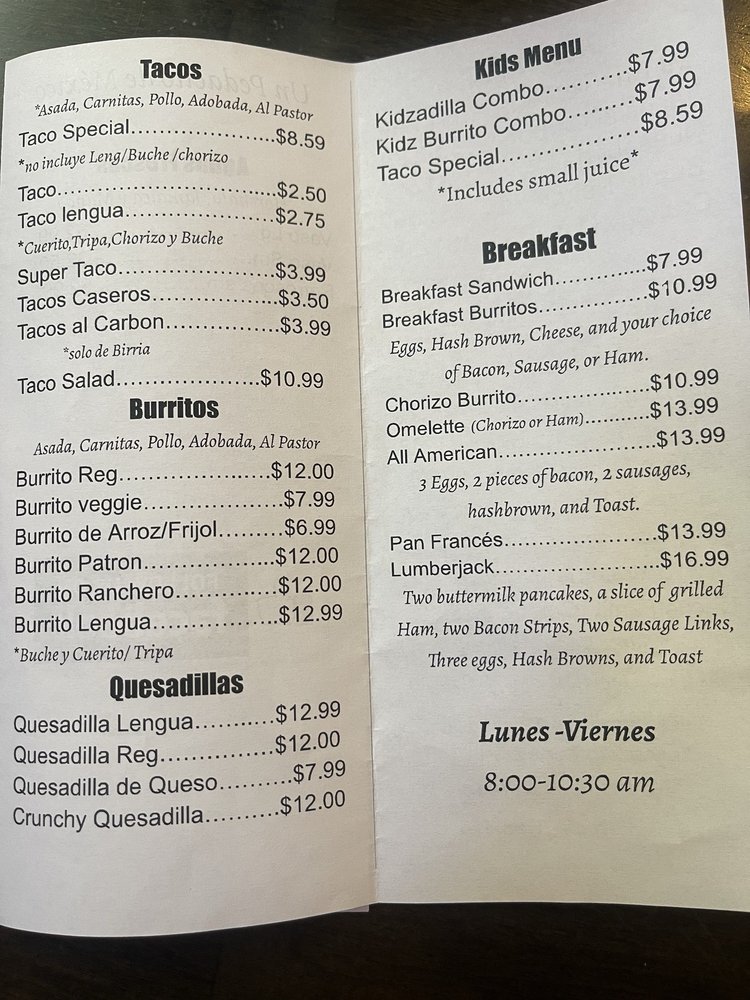 Tacos
*Asada, Carnitas, Pollo, Adobada, Al Pastor
Taco Special........................$8.59
*no incluye Leng/Buche /chorizo
Taco....................................$2.50
Taco lengua.........................$2.75
*Cuerito,Tripa,Chorizo y Buche
Super Taco..........................$3.99
Tacos Caseros.....................$3.50
Tacos al Carbon...................$3.99
*solo de Birria
Taco Salad........................$10.99
Burritos
Asada, Carnitas, Pollo, Adobada, Al Pastor
Burrito Reg.........................$12.00
Burrito veggie......................$7.99
Burrito de Arroz/Frijol..........$6.99
Burrito Patron....................$12.00
Burrito Ranchero................$12.00
Burrito Lengua...................$12.99
*Buche y Cuerito/ Tripa
Quesadillas
Quesadilla Lengua............$12.99
Quesadilla Reg..................$12.00
Quesadilla de Queso...........$7.99
Crunchy Quesadilla...........$12.00
Kids Menu
Kidzadilla Combo............$7.99
Kidz Burrito Combo.........$7.99
Taco Special....................$8.59
*Includes small juice*
Breakfast
Breakfast Sandwich..............$7.99
Breakfast Burritos.................$10.99
Eggs, Hash Brown, Cheese, and your choice
of Bacon, Sausage, or Ham.
Chorizo Burrito....................$10.99
Omelette (Chorizo or Ham)...........$13.99
All American........................$13.99
3 Eggs, 2 pieces of bacon, 2 sausages,
hashbrown, and Toast.
Pan Francés.......................$13.99
Lumberjack.........................$16.99
Two buttermilk pancakes, a slice of grilled
Ham, two Bacon Strips, Two Sausage Links,
Three eggs, Hash Browns, and Toast
Lunes -Viernes
8:00-10:30 am